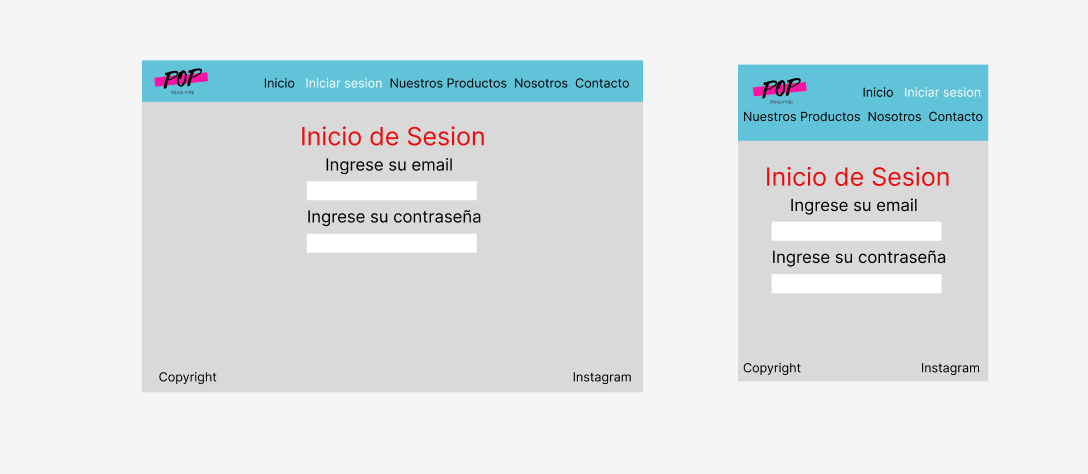 POP
Inicio Iniciar sesion Nuestros Productos Nosotros Contacto
Inicio de Sesion
Ingrese su email
Ingrese su contraseña
Copyright Instagram
POP
Inicio Iniciar sesion
Nuestros Productos Nosotros Contacto
Inicio de Sesion
Ingrese su email
Ingrese su contraseña
Copyright Instagram